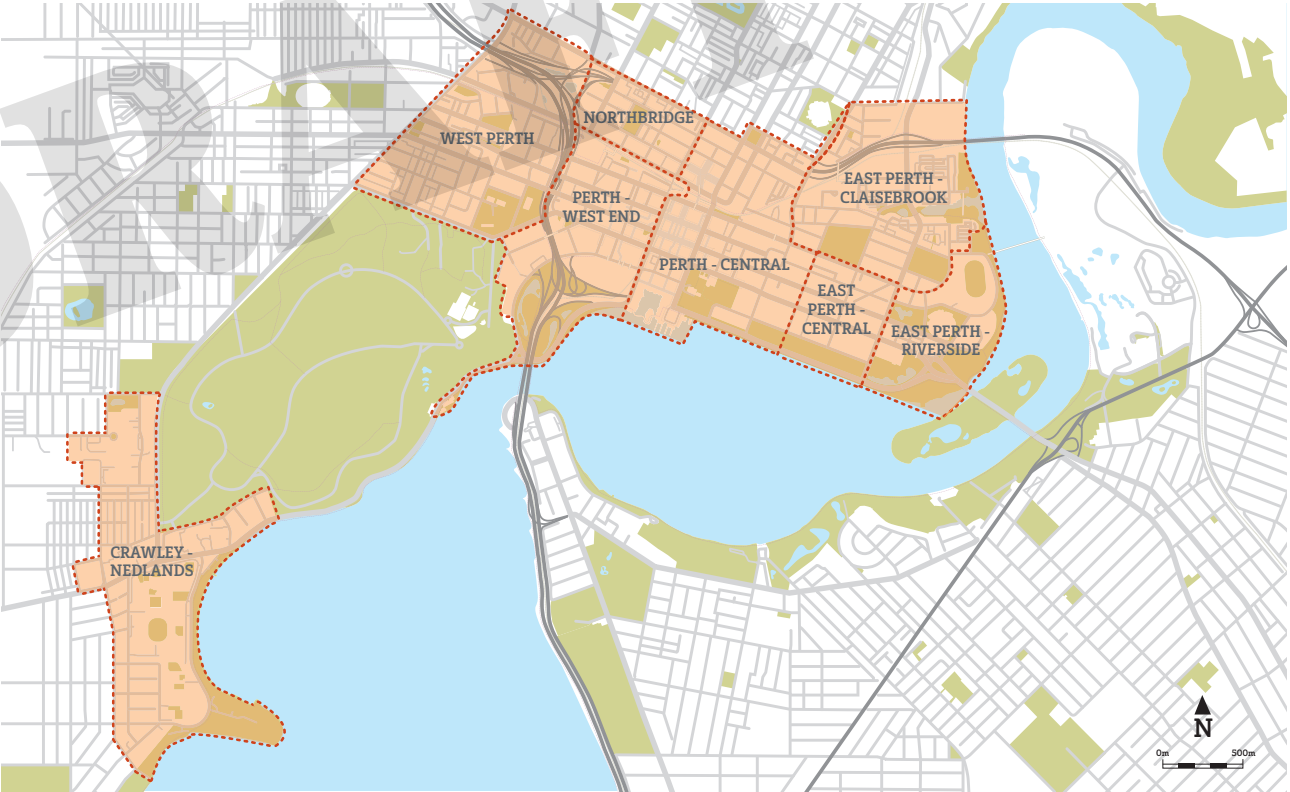 NORTHBRIDGE
WEST PERTH
EAST PERTH -
CLAISEBROOK
PERTH -
WEST END
PERTH - CENTRAL
EAST
PERTH -
CENTRAL
EAST PERTH -
RIVERSIDE
CRAWLEY -
NEDLANDS
N
0m 500m